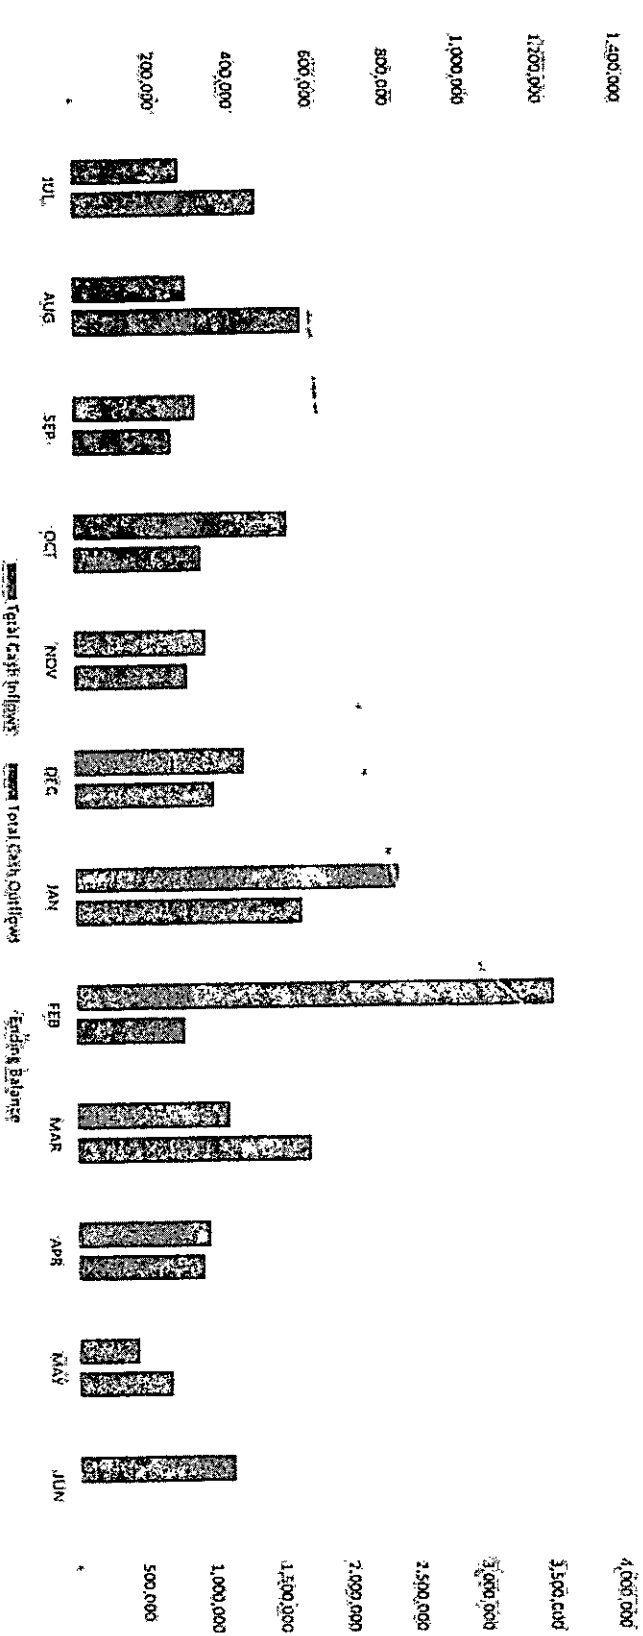 1,400,000
1,200,000
1,000,000
800,000
600,000
400,000
200,000
JUL
AUG
SEP
OCT
NOV
DEC
JAN
FEB
MAR
APR
MAY
JUN
4,000,000
3,500,000
3,000,000
2,500,000
2,000,000
1,500,000
1,000,000
500,000
Total Cash Inflows
Total Cash Outflows
Ending Balance